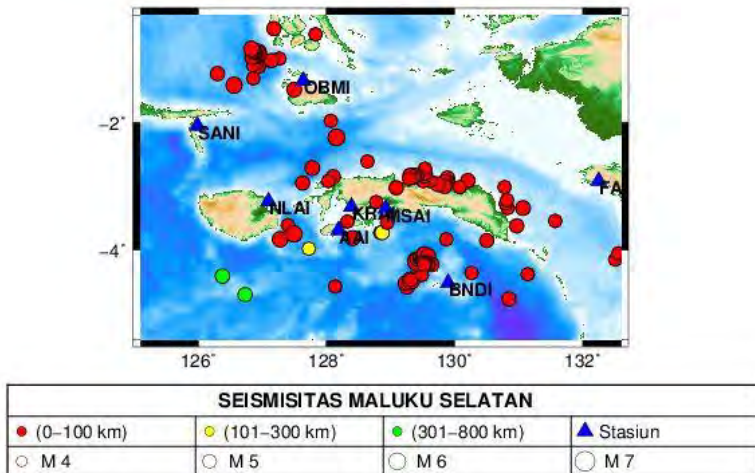 OBMI
−2
SANI
FA
NLAI
KRAI
MSAI
AAI
−4
BNDI
126°
128°
130°
132°
SEISMISITAS MALUKU SELATAN
(0−100 km)
(101−300 km)
(301−800 km)
Stasiun
M 4
M 5
M 6
M 7